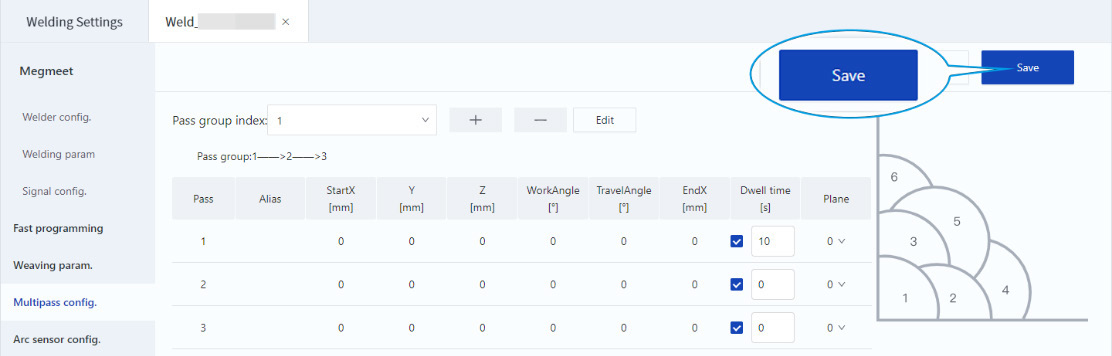 Welding Settings Weld_ ×
Megmeet
Save Save
Welder config.
Pass group index: 1 + — Edit
Welding param
Pass group:1——>2——>3
Signal config.
Pass Alias StartX [mm] Y [mm] Z [mm] WorkAngle [°] TravelAngle [°] EndX [mm] Dwell time [s] Plane
Fast programming
1 0 0 0 0 0 0 10 0
Weaving param.
2 0 0 0 0 0 0 0 0
Multipass config.
3 0 0 0 0 0 0 0 0
Arc sensor config.
6
5
3
1 2 4